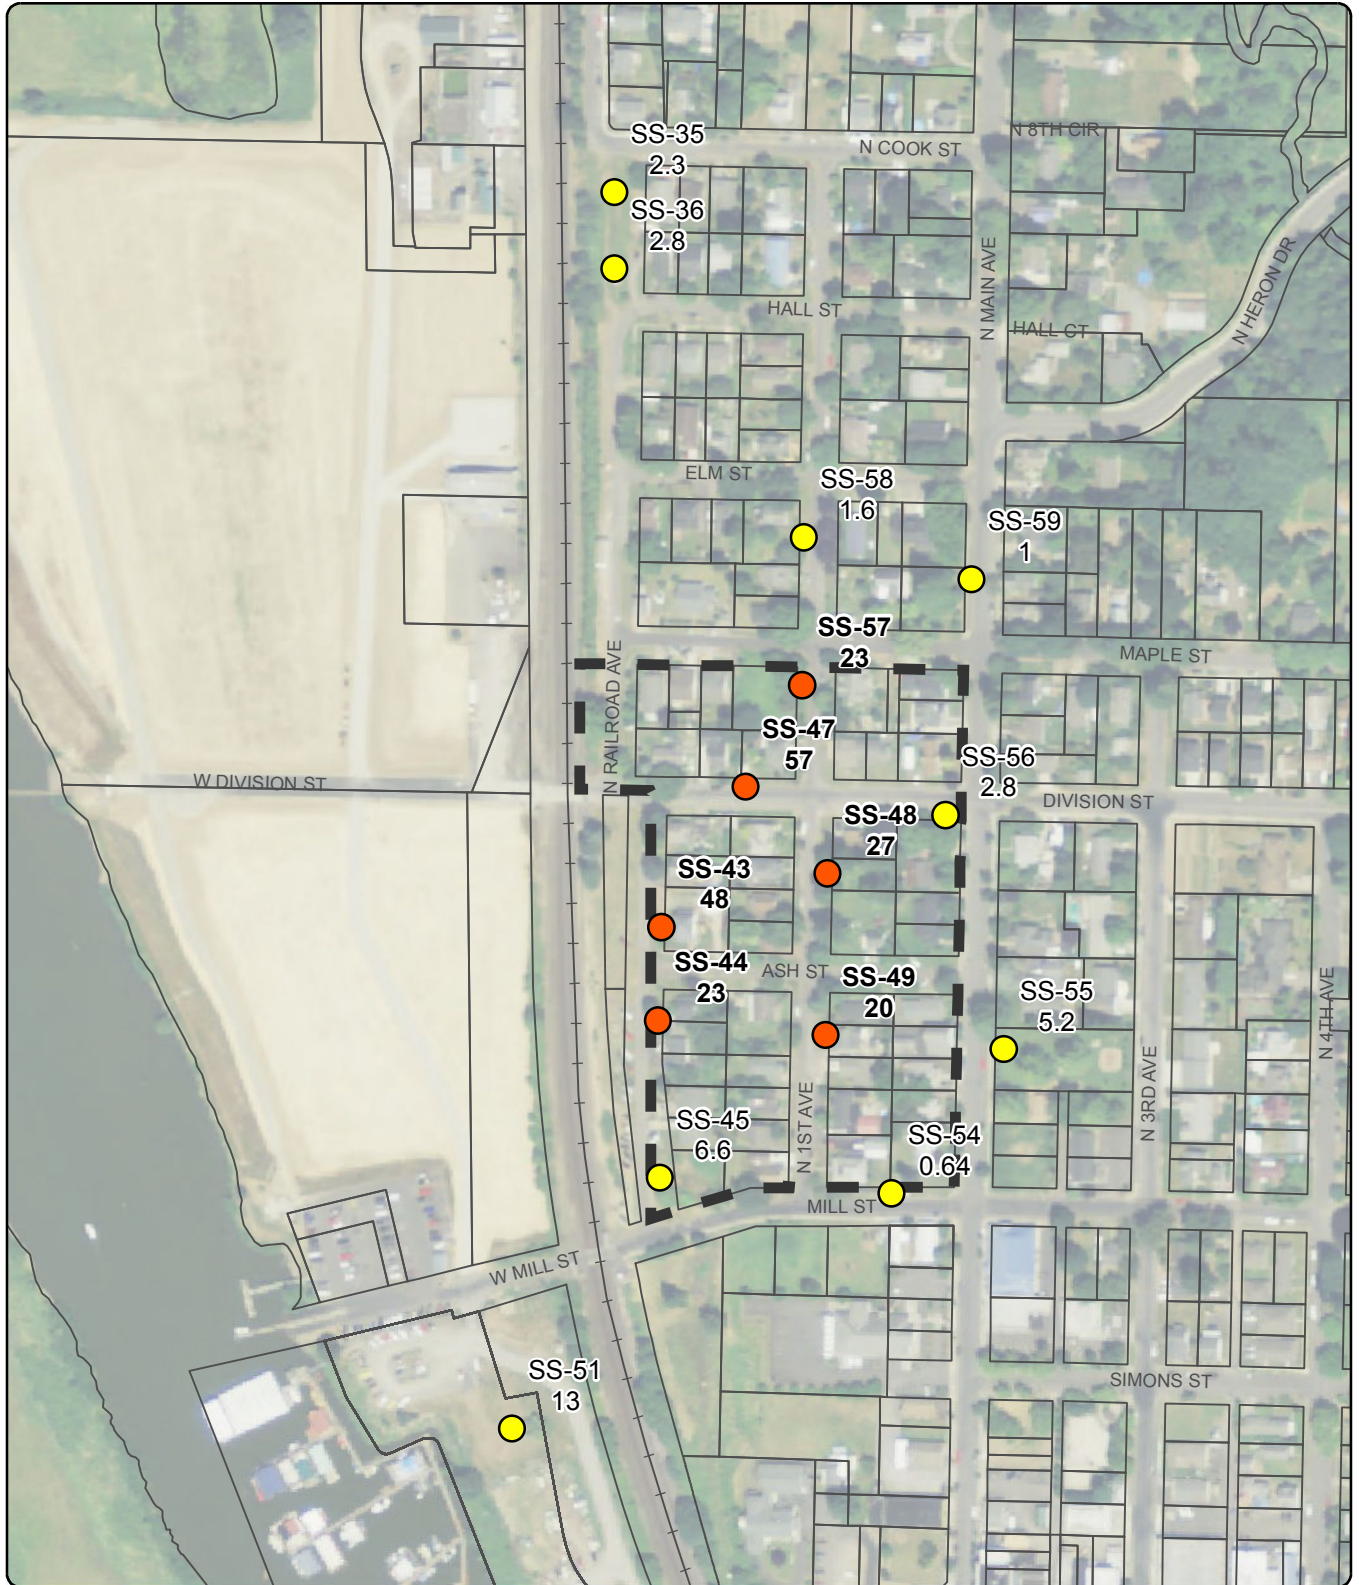 N 8TH CIR
SS-35
2.3
N COOK ST
SS-36
2.8
N MAIN AVE
N HERON DR
HALL ST
HALL CT
ELM ST
SS-58
1.6
SS-59
1
SS-57
23
MAPLE ST
N RAILROAD AVE
SS-47
57
SS-56
2.8
W DIVISION ST
DIVISION ST
SS-48
27
SS-43
48
SS-44
23
ASH ST
SS-49
20
SS-55
5.2
N 4TH AVE
N 3RD AVE
N 1ST AVE
SS-45
6.6
SS-54
0.64
MILL ST
W MILL ST
SS-51
13
SIMONS ST